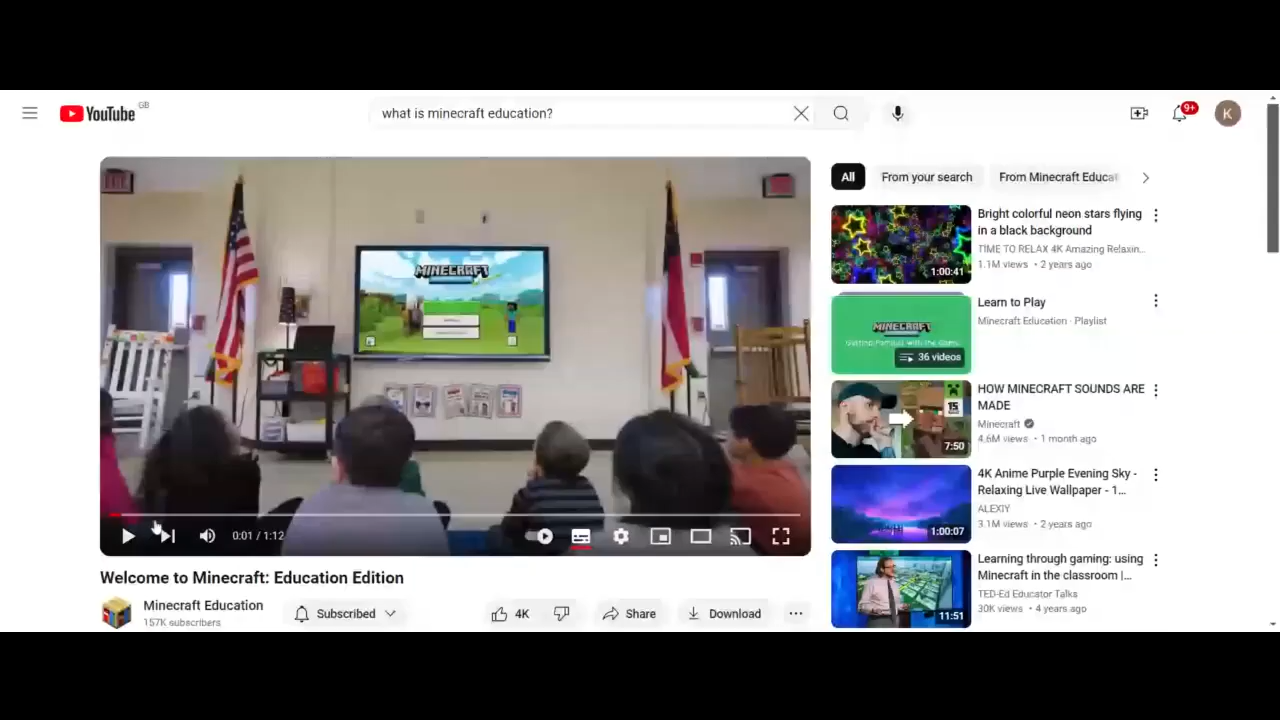 YouTube GB
what is minecraft education?
9+
K
MINECRAFT
0:01 / 1:12
Welcome to Minecraft: Education Edition
Minecraft Education
157K subscribers
Subscribed
4K
Share
Download
All
From your search
From Minecraft Educat
Bright colorful neon stars flying
in a black background
TIME TO RELAX 4K Amazing Relaxin...
1.1M views • 2 years ago
1:00:41
Learn to Play
Minecraft Education · Playlist
MINECRAFT
36 videos
HOW MINECRAFT SOUNDS ARE
MADE
Minecraft
4.6M views • 1 month ago
15
7:50
4K Anime Purple Evening Sky -
Relaxing Live Wallpaper - 1...
ALEXIY
3.1M views • 2 years ago
1:00:07
Learning through gaming: using
Minecraft in the classroom |...
TED-Ed Educator Talks
30K views • 4 years ago
11:51